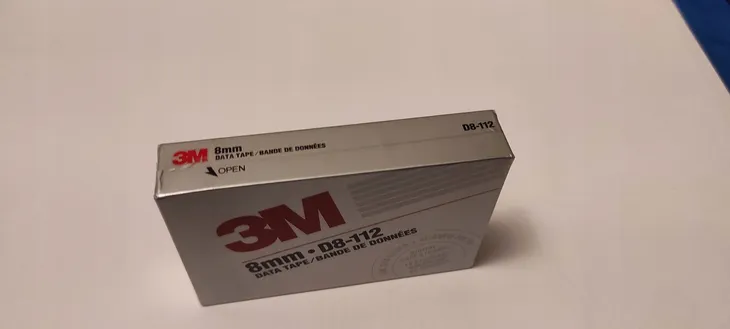 3M 8mm D8-112
DATA TAPE/BANDE DE DONNÉES
OPEN
3M
8mm • D8-112
DATA TAPE/BANDE DE DONNÉES